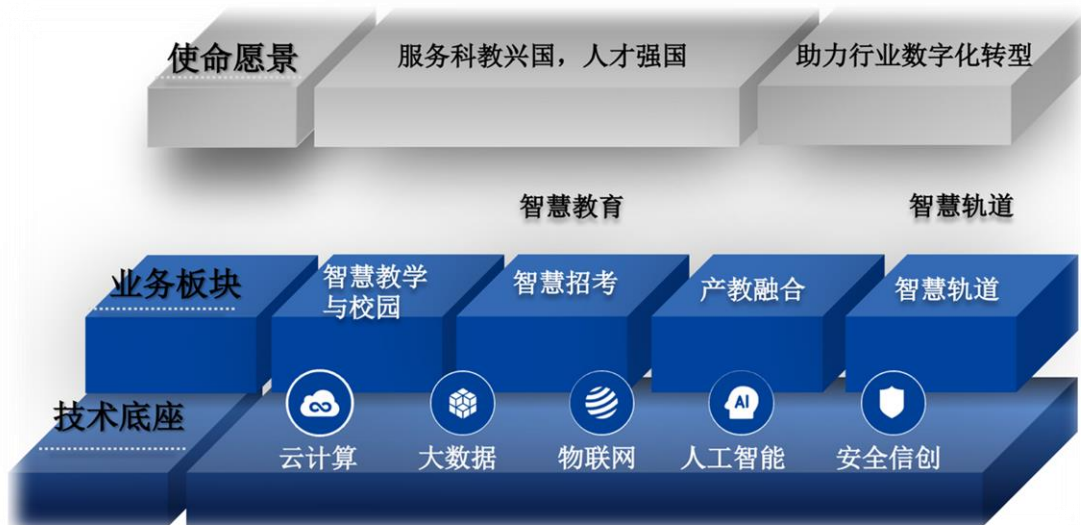 使命愿景
服务科教兴国，人才强国
助力行业数字化转型
智慧教育
智慧轨道
业务板块
智慧教学
与校园
智慧招考
产教融合
智慧轨道
技术底座
AI
云计算
大数据
物联网
人工智能
安全信创